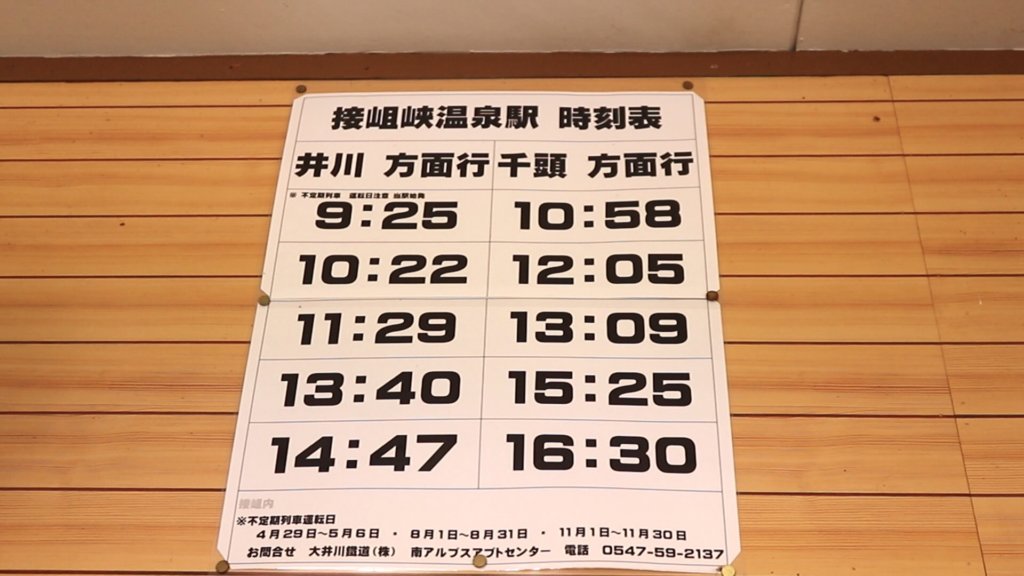 接岨峡温泉駅 時刻表
井川 方面行 千頭 方面行
※ 不定期列車 運転日注意 当駅始発
9:25 10:58
10:22 12:05
11:29 13:09
13:40 15:25
14:47 16:30
接岨内
※不定期列車運転日
4月29日〜5月6日 ・ 8月1日〜8月31日 ・ 11月1日〜11月30日
お問合せ 大井川鐵道(株) 南アルプスアプトセンター 電話 0547-59-2137